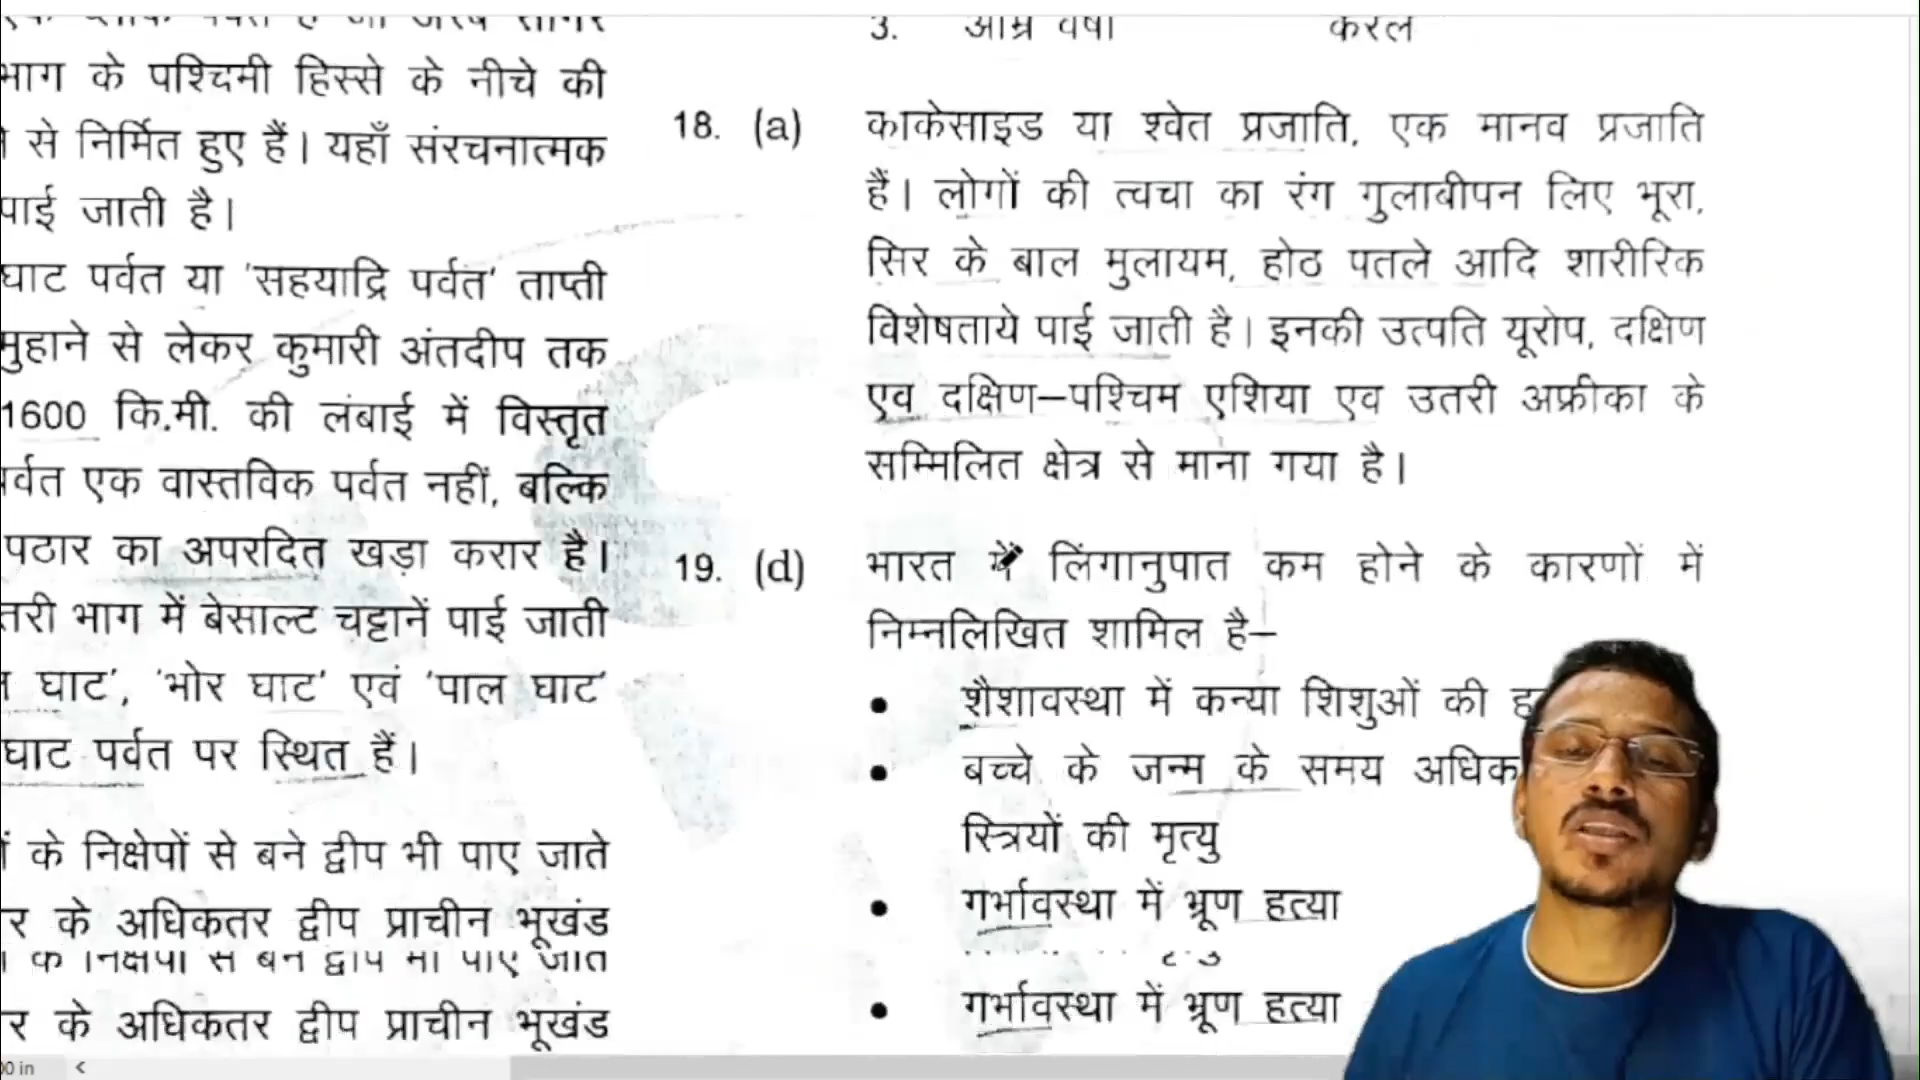 भाग के पश्चिमी हिस्से के नीचे की
से निर्मित हुए हैं। यहाँ संरचनात्मक
पाई जाती है।
घाट पर्वत या 'सहयाद्रि पर्वत' ताप्ती
मुहाने से लेकर कुमारी अंतदीप तक
1600 कि.मी. की लंबाई में विस्तृत
पर्वत एक वास्तविक पर्वत नहीं, बल्कि
पठार का अपरदित खड़ा करार है।
तरी भाग में बेसाल्ट चट्टानें पाई जाती
घाट', 'भोर घाट' एवं 'पाल घाट'
घाट पर्वत पर स्थित हैं।
के निक्षेपों से बने द्वीप भी पाए जाते
र के अधिकतर द्वीप प्राचीन भूखंड
के निक्षेपों से बने द्वीप भी पाए जाते
र के अधिकतर द्वीप प्राचीन भूखंड
3. आम्र वर्षा केरल
18. (a) काकेसाइड या श्वेत प्रजाति, एक मानव प्रजाति
हैं। लोगों की त्वचा का रंग गुलाबीपन लिए भूरा,
सिर के बाल मुलायम, होठ पतले आदि शारीरिक
विशेषताये पाई जाती है। इनकी उत्पति यूरोप, दक्षिण
एव दक्षिण–पश्चिम एशिया एव उतरी अफ्रीका के
सम्मिलित क्षेत्र से माना गया है।
19. (d) भारत में लिंगानुपात कम होने के कारणों में
निम्नलिखित शामिल है–
• शैशावस्था में कन्या शिशुओं की
• बच्चे के जन्म के समय अधिक
स्त्रियों की मृत्यु
• गर्भावस्था में भ्रूण हत्या
• गर्भावस्था में भ्रूण हत्या
00 in